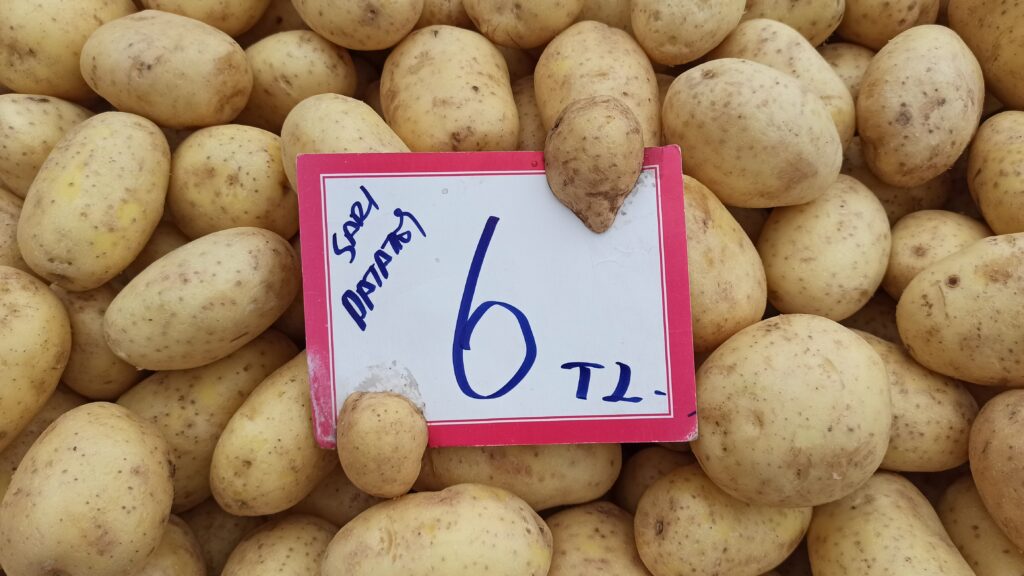 SARI
PATATES
6 TL.